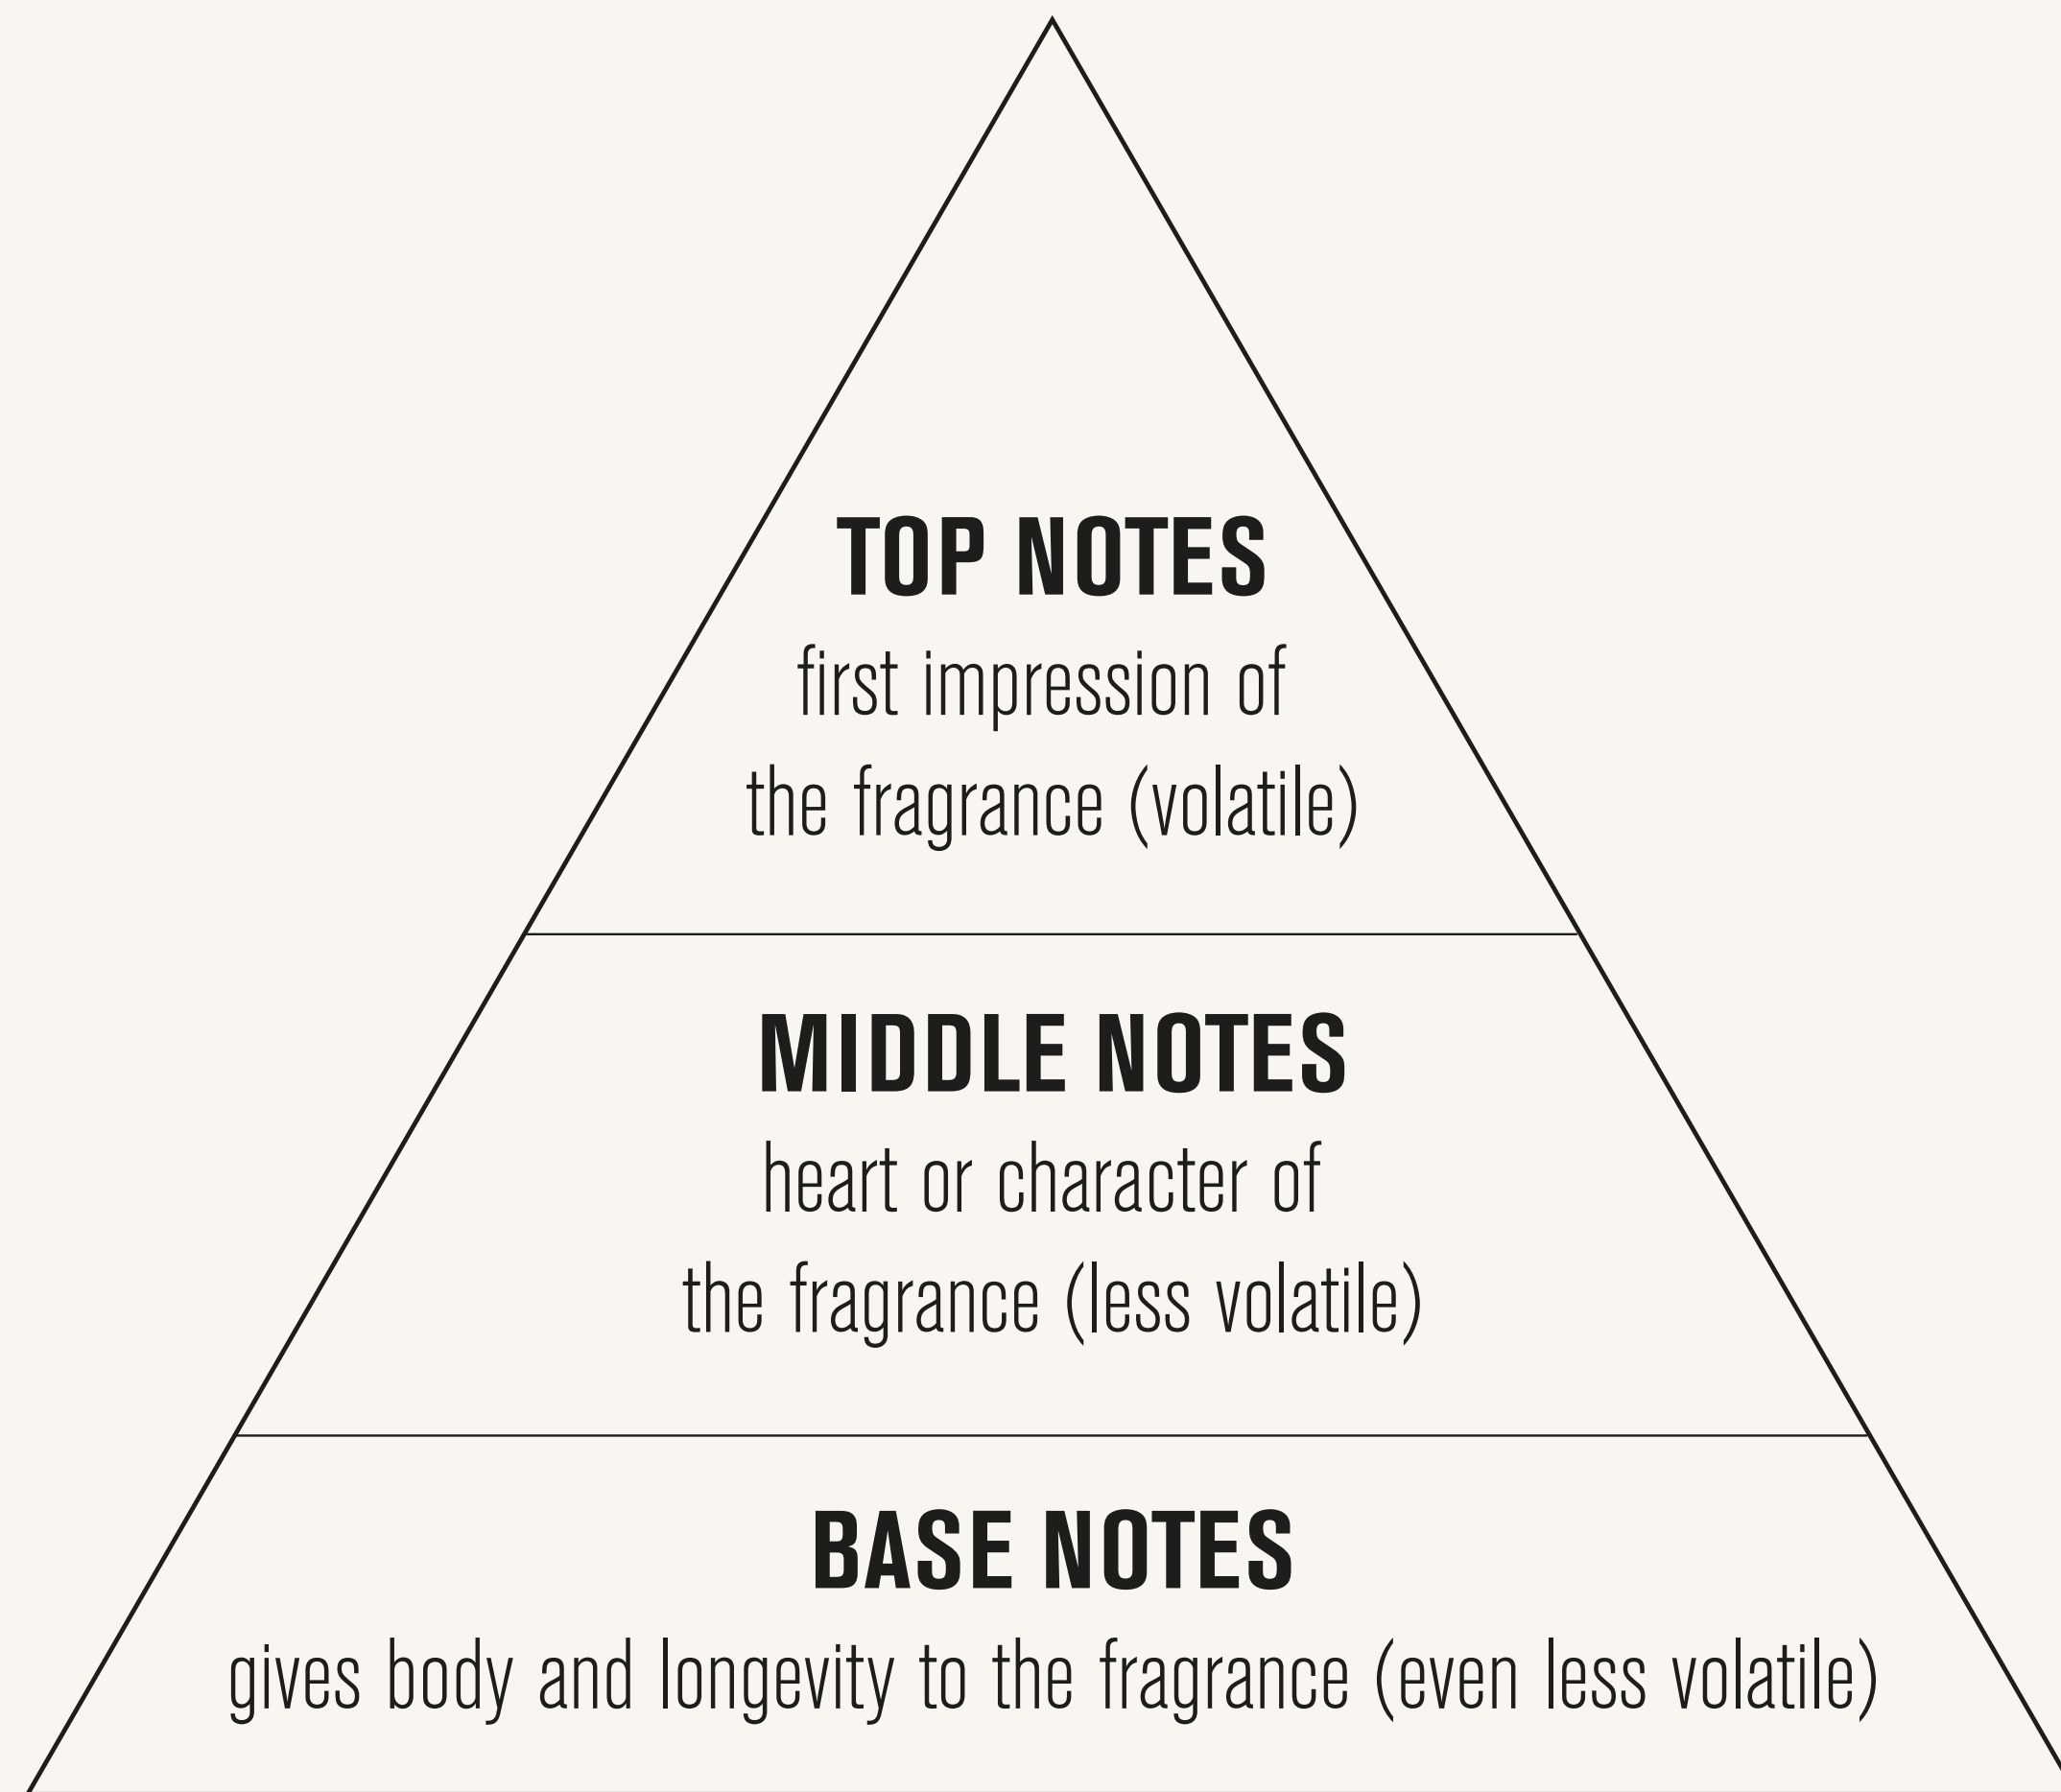 TOP NOTES
first impression of
the fragrance (volatile)
MIDDLE NOTES
heart or character of
the fragrance (less volatile)
BASE NOTES
gives body and longevity to the fragrance (even less volatile)